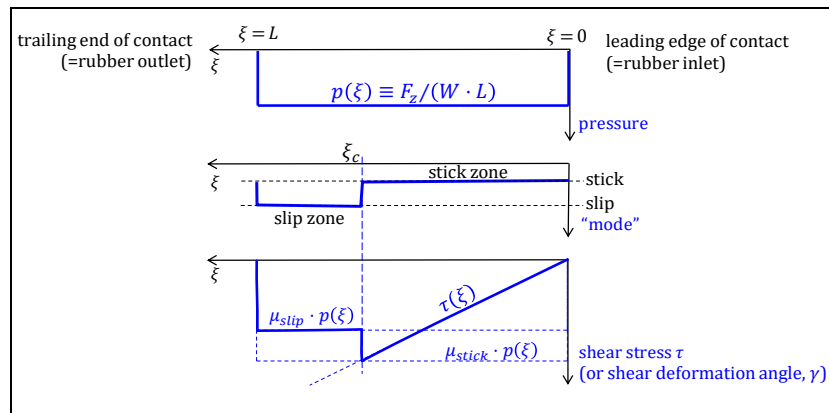 ξ = L
ξ = 0
trailing end of contact
(=rubber outlet)
leading edge of contact
(=rubber inlet)
ξ
p(ξ) ≡ F_z/(W · L)
pressure
ξ_c
ξ
stick zone
stick
slip zone
slip
"mode"
ξ
τ(ξ)
μ_slip · p(ξ)
μ_stick · p(ξ)
shear stress τ
(or shear deformation angle, γ)